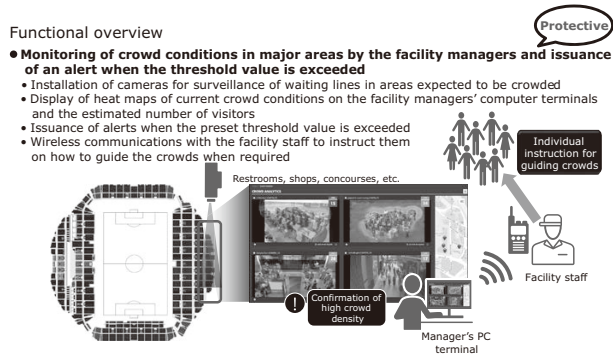 Functional overview
Protective
● Monitoring of crowd conditions in major areas by the facility managers and issuance
of an alert when the threshold value is exceeded
• Installation of cameras for surveillance of waiting lines in areas expected to be crowded
• Display of heat maps of current crowd conditions on the facility managers' computer terminals
and the estimated number of visitors
• Issuance of alerts when the preset threshold value is exceeded
• Wireless communications with the facility staff to instruct them
on how to guide the crowds when required
Individual
instruction for
guiding crowds
Restrooms, shops, concourses, etc.
CROWD ANALYTICS
Facility staff
!
Confirmation of
high crowd
density
Manager's PC
terminal